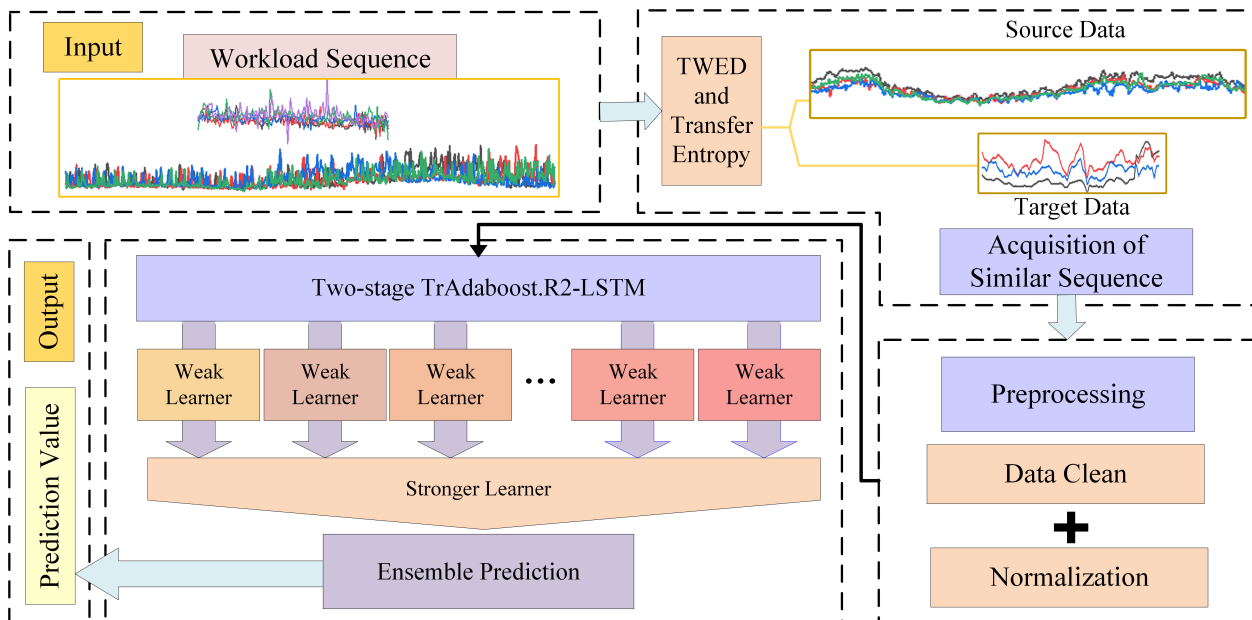 Input
Workload Sequence
TWED
and
Transfer
Entropy
Source Data
Target Data
Acquisition of
Similar Sequence
Preprocessing
Data Clean
Normalization
Two-stage TrAdaboost.R2-LSTM
Weak
Learner
Weak
Learner
Weak
Learner
...
Weak
Learner
Weak
Learner
Stronger Learner
Ensemble Prediction
Output
Prediction Value